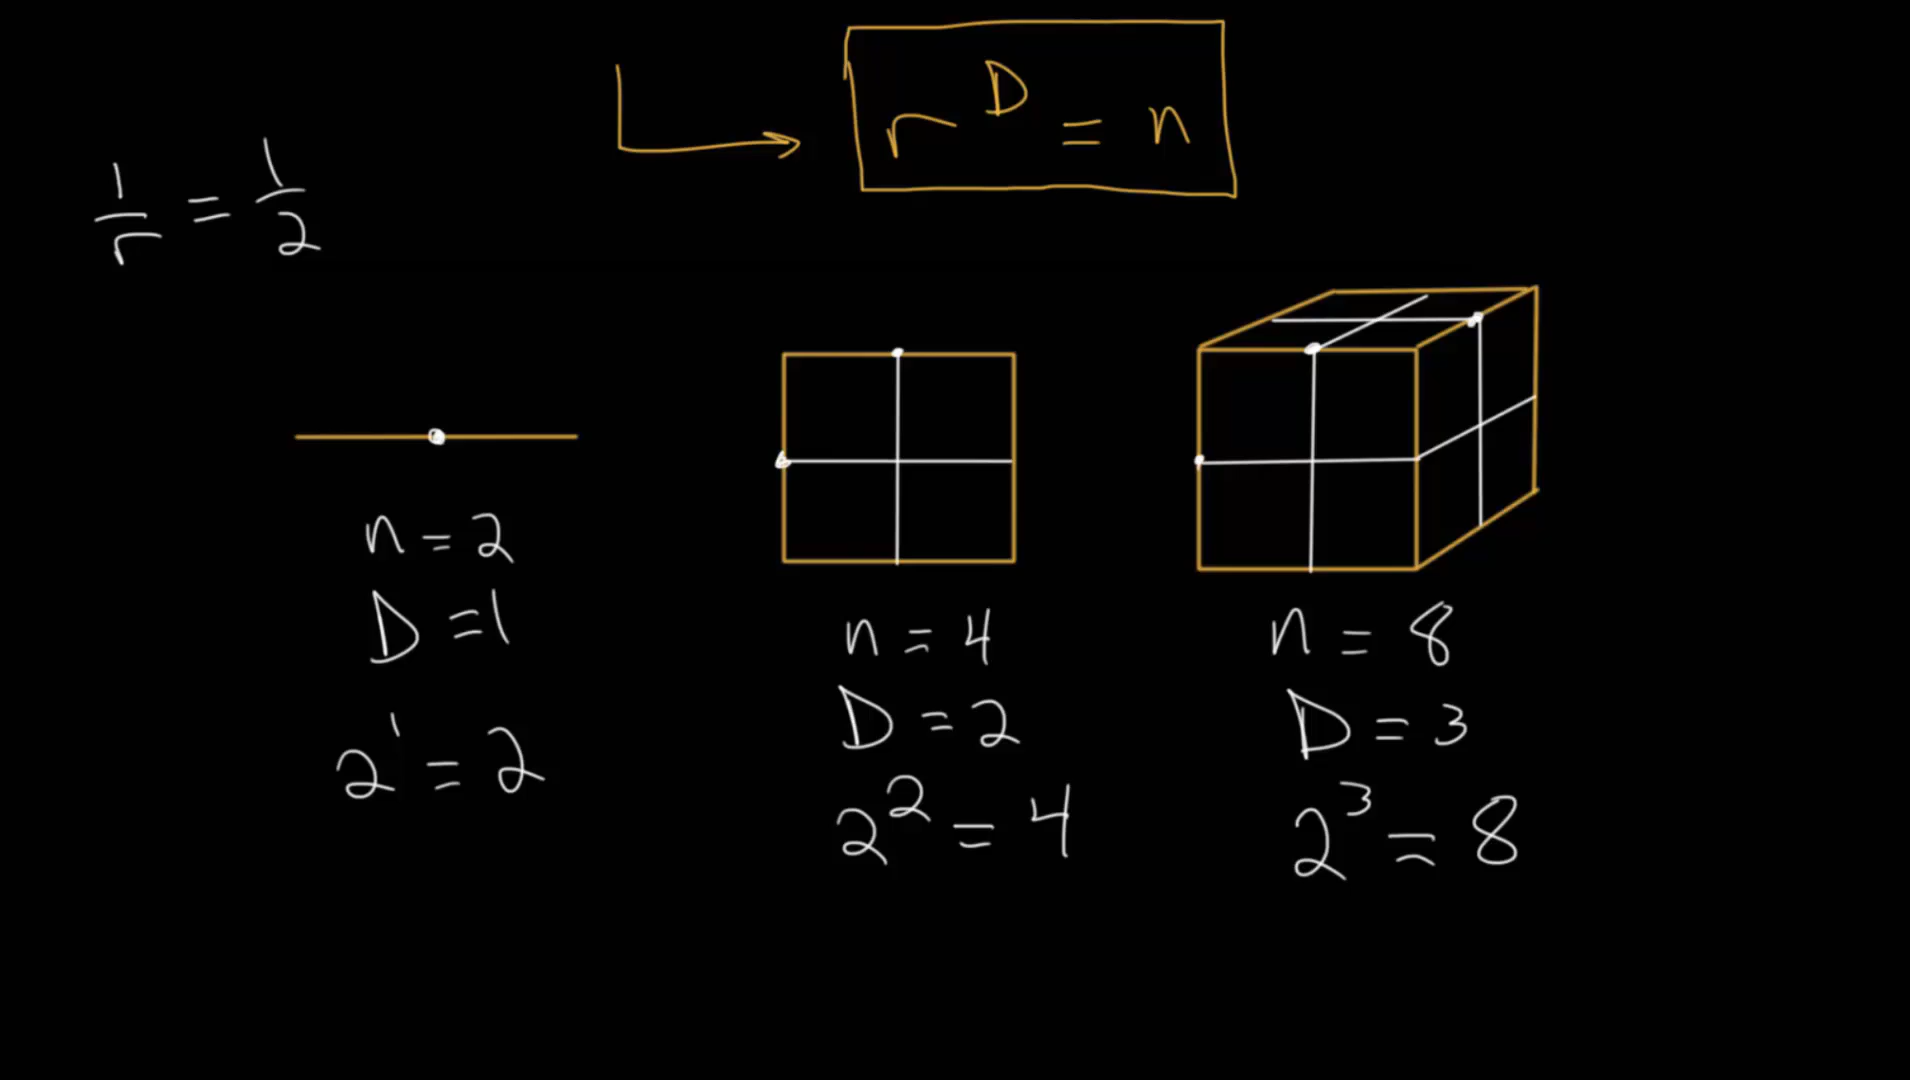 r^D = n
1/r = 1/2
n = 2
D = 1
2^1 = 2
n = 4
D = 2
2^2 = 4
n = 8
D = 3
2^3 = 8